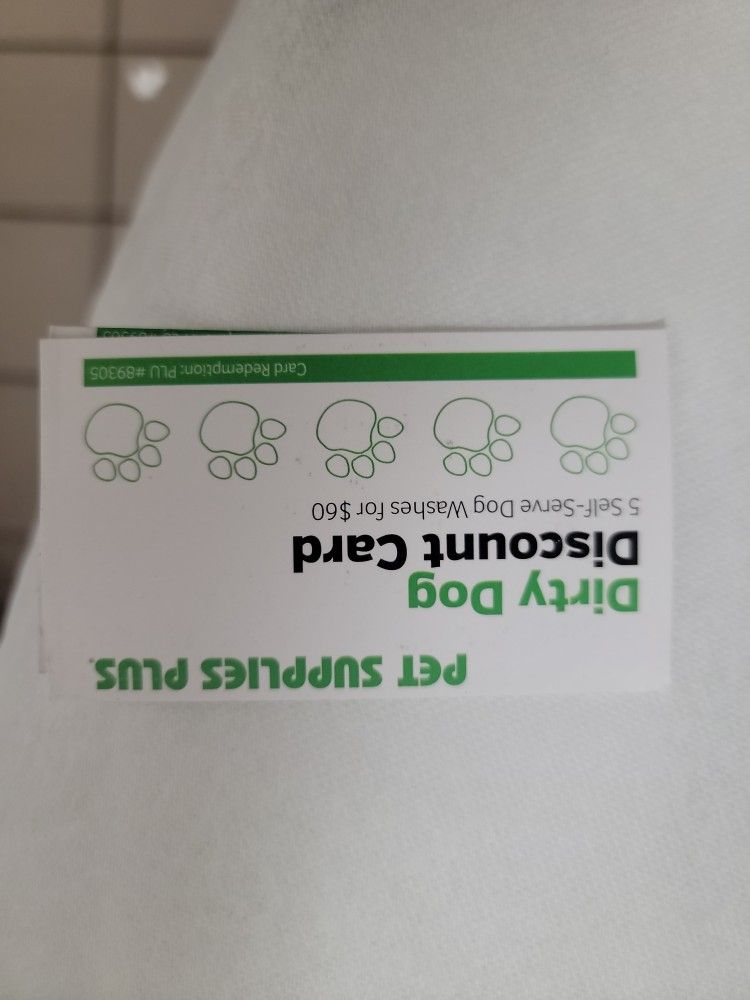 PET SUPPLIES PLUS.
Dirty Dog
Discount Card
5 Self-Serve Dog Washes for $60
Card Redemption: PLU #89305